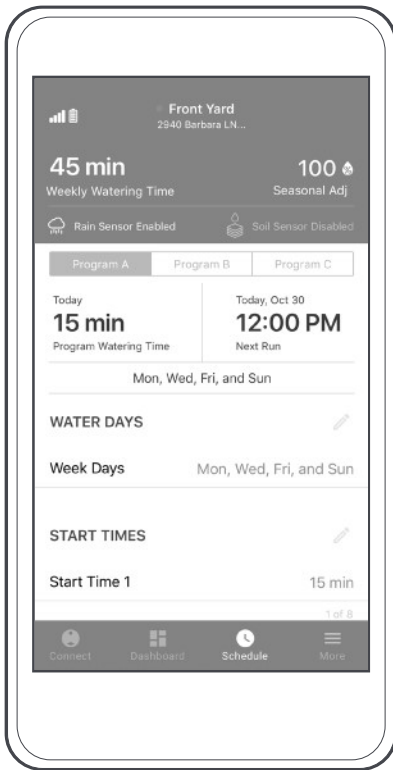 Front Yard
2940 Barbara LN...
45 min
100
Weekly Watering Time
Seasonal Adj
Rain Sensor Enabled
Soil Sensor Disabled
Program A
Program B
Program C
Today
15 min
Program Watering Time
Today, Oct 30
12:00 PM
Next Run
Mon, Wed, Fri, and Sun
WATER DAYS
Week Days
Mon, Wed, Fri, and Sun
START TIMES
Start Time 1
15 min
1 of 8
Connect
Dashboard
Schedule
More